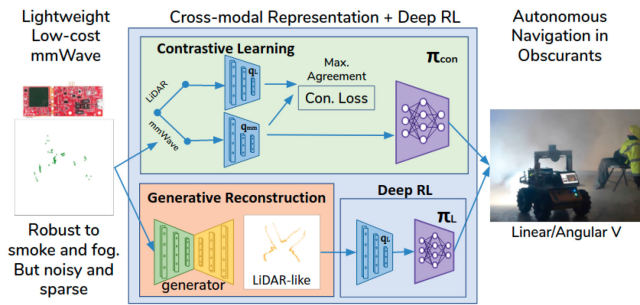 Lightweight
Low-cost
mmWave
Robust to
smoke and fog.
But noisy and
sparse
Cross-modal Representation + Deep RL
Contrastive Learning
LiDAR
mmWave
qL
qmm
Max.
Agreement
Con. Loss
πcon
Generative Reconstruction
generator
LiDAR-like
Deep RL
qL
πL
Autonomous
Navigation in
Obscurants
Linear/Angular V